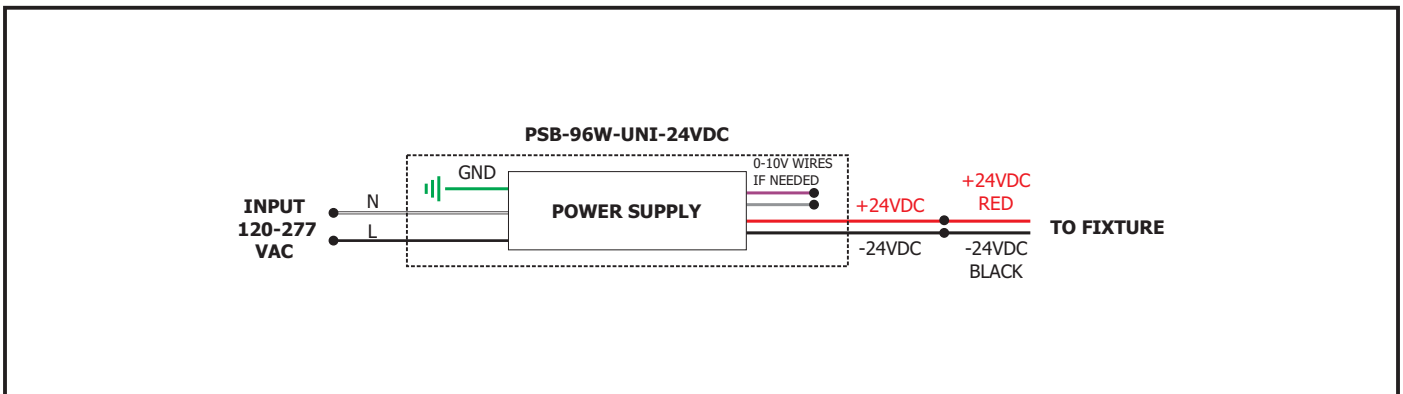 PSB-96W-UNI-24VDC
GND
0-10V WIRES
IF NEEDED
INPUT
120-277
VAC
N
L
POWER SUPPLY
+24VDC
-24VDC
+24VDC
RED
-24VDC
BLACK
TO FIXTURE